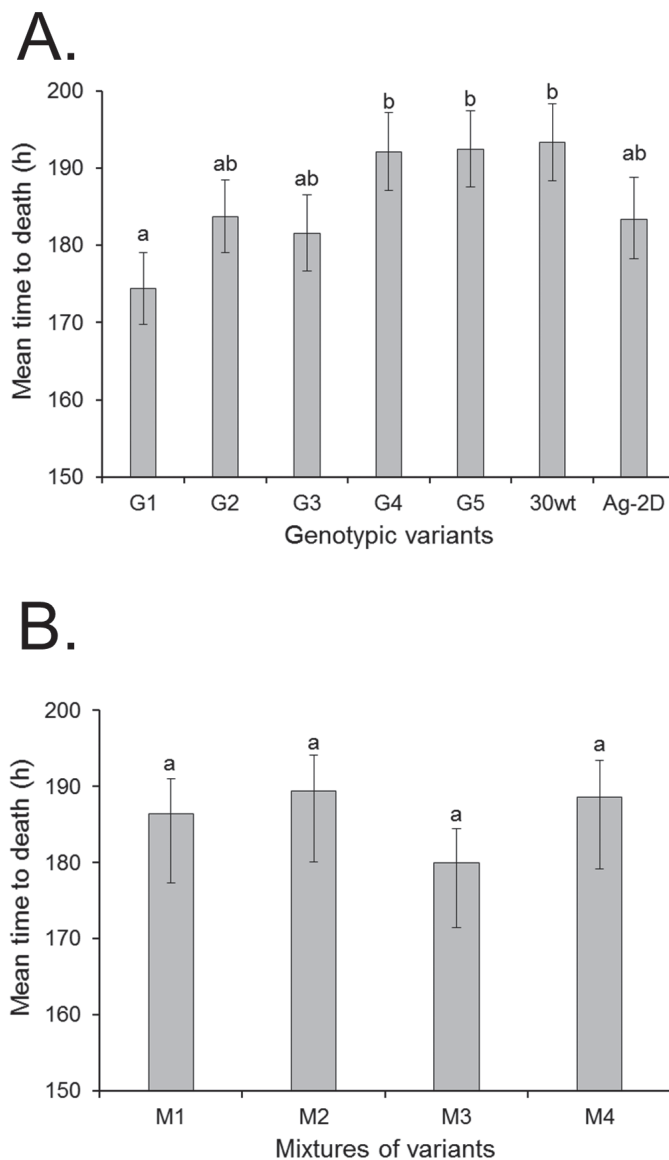 A.
Mean time to death (h)
200
190
180
170
160
150
a
ab
ab
b
b
b
ab
G1 G2 G3 G4 G5 30wt Ag-2D
Genotypic variants
B.
Mean time to death (h)
200
190
180
170
160
150
a
a
a
a
M1 M2 M3 M4
Mixtures of variants